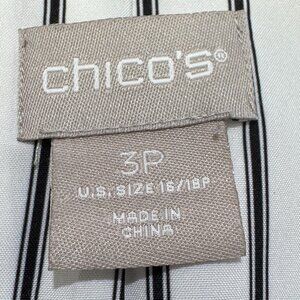 chico's®
3P
U.S. SIZE 16/18P
MADE IN
CHINA